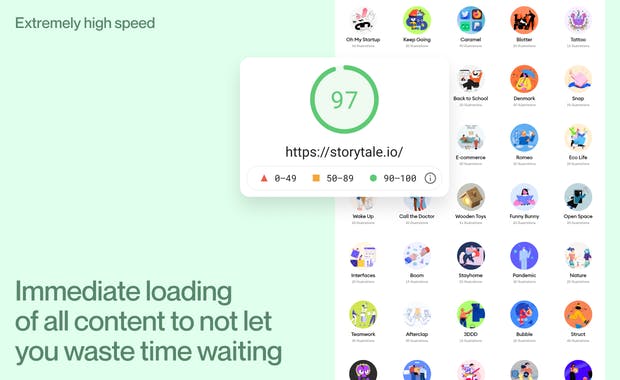 Extremely high speed
Oh My Startup
Keep Going
Caramel
Blotter
Tattoo
97
https://storytale.io/
0–49
50–89
90–100
Back to School
Denmark
Snap
E-commerce
Romeo
Eco Life
Wake Up
Call the Doctor
Wooden Toys
Funny Bunny
Open Space
Interfaces
Boom
Stayhome
Pandemic
Nature
Teamwork
Afterclap
3DDD
Bubble
Struct
Immediate loading
of all content to not let
you waste time waiting